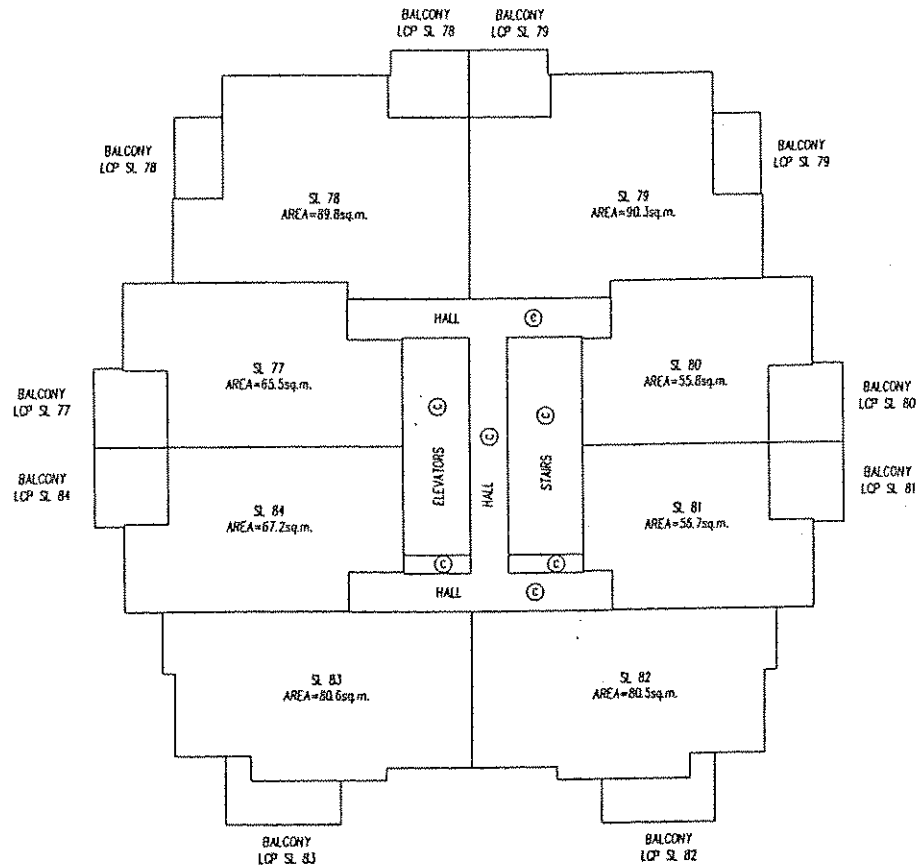 BALCONY
LCP SL 78
BALCONY
LCP SL 79
BALCONY
LCP SL 78
BALCONY
LCP SL 79
SL 78
AREA=89.8sq.m.
SL 79
AREA=90.3sq.m.
HALL
C
SL 77
AREA=65.5sq.m.
SL 80
AREA=55.8sq.m.
BALCONY
LCP SL 77
BALCONY
LCP SL 80
C
C
C
ELEVATORS
HALL
STAIRS
BALCONY
LCP SL 84
BALCONY
LCP SL 81
SL 84
AREA=67.2sq.m.
SL 81
C
C
HALL
C
SL 83
AREA=80.6sq.m.
SL 82
AREA=80.5sq.m.
BALCONY
LCP SL 83
BALCONY
LCP SL 82